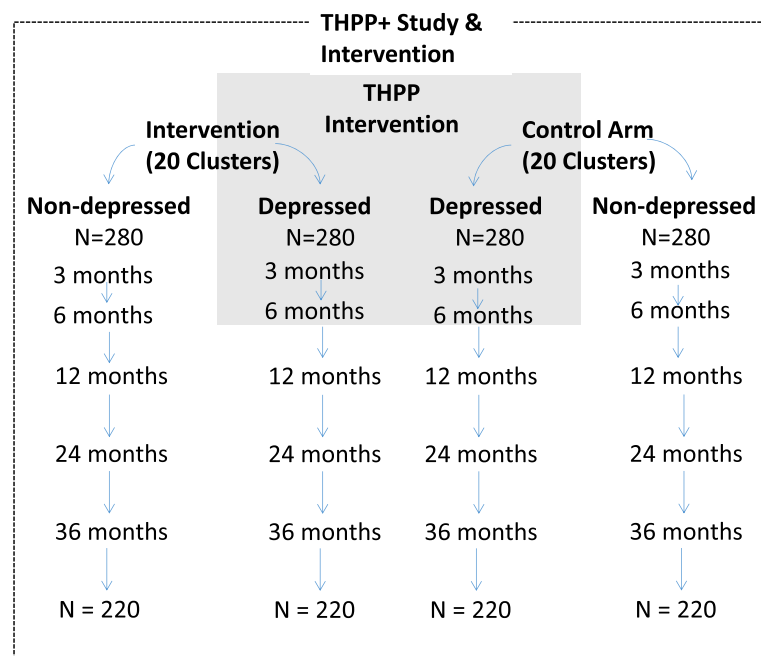 THPP+ Study &
Intervention
THPP
Intervention
Intervention
(20 Clusters)
Control Arm
(20 Clusters)
Non-depressed
N=280
3 months
6 months
12 months
24 months
36 months
N = 220
Depressed
N=280
3 months
6 months
12 months
24 months
36 months
N = 220
Depressed
N=280
3 months
6 months
12 months
24 months
36 months
N = 220
Non-depressed
N=280
3 months
6 months
12 months
24 months
36 months
N = 220